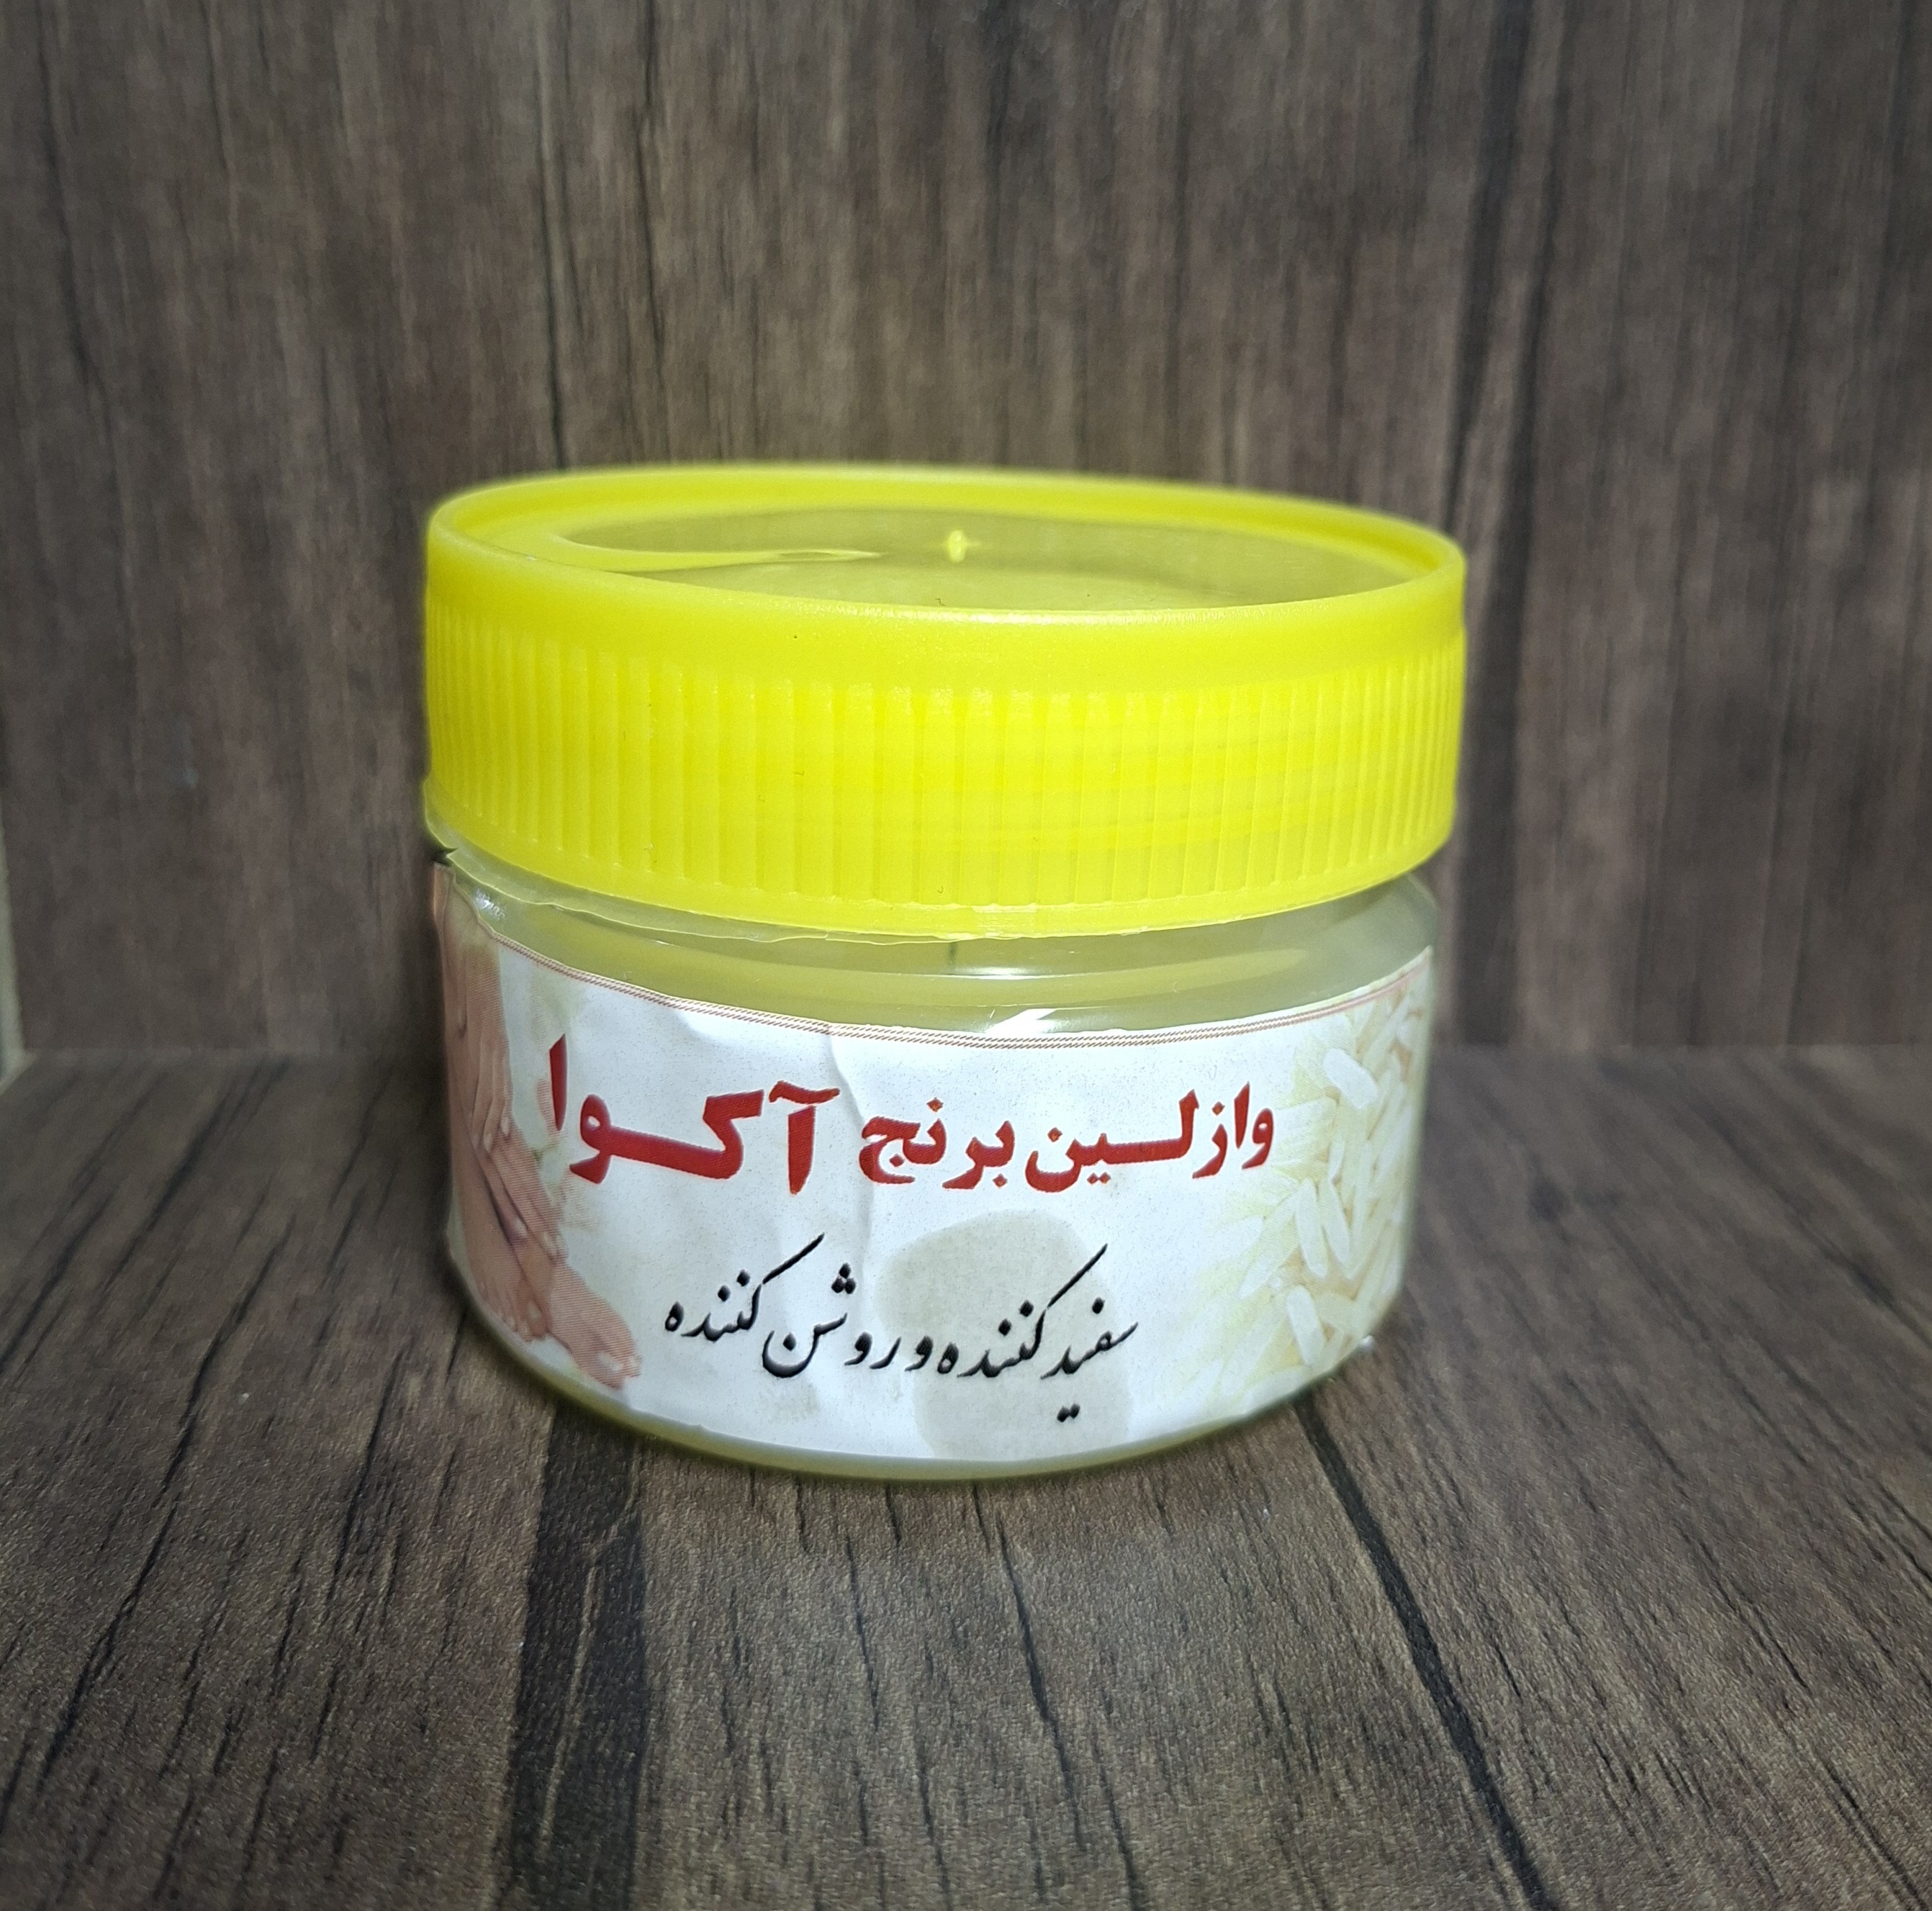 وازلین برنج آکوا
سفید کننده و روشن کننده